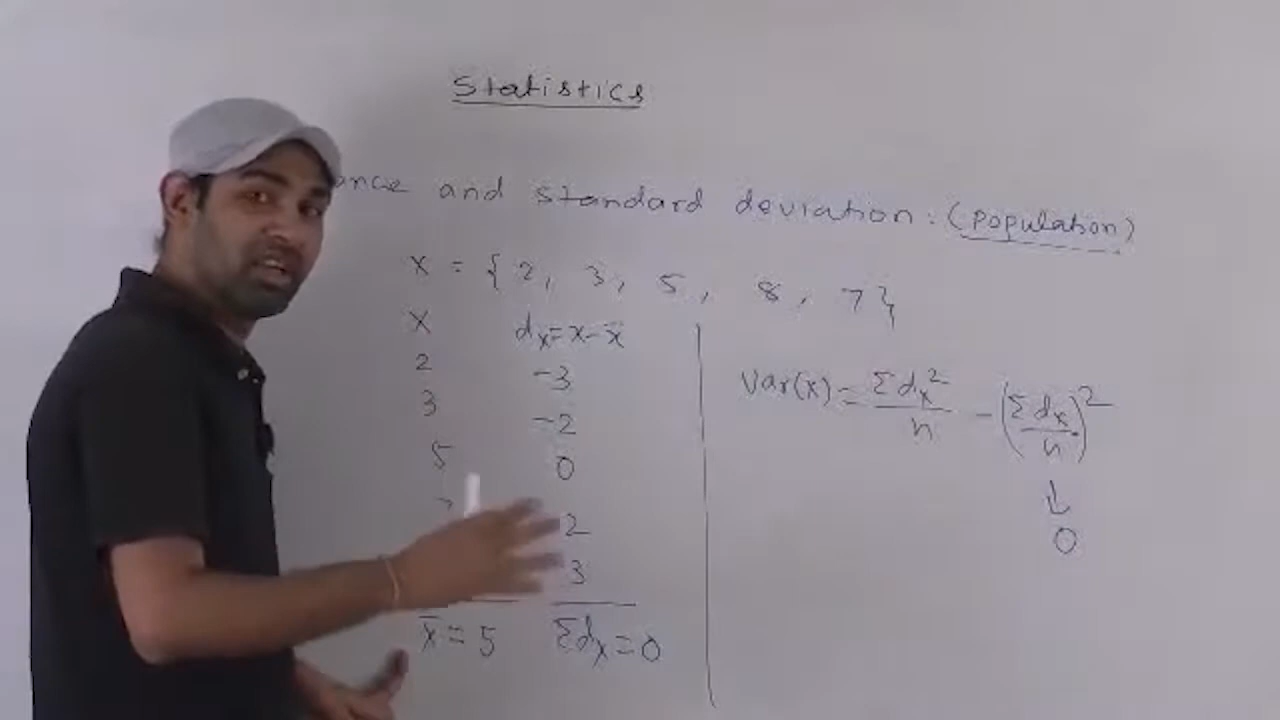 Statistics
ance and standard deviation : (population)
x = { 2, 3, 5, 8, 7 }
x dx = x - x̄
2 -3
3 -2
5 0
7 2
3
x̄ = 5 Σdx = 0
Var(x) = Σdx²/n - (Σdx/n)²
↓
0